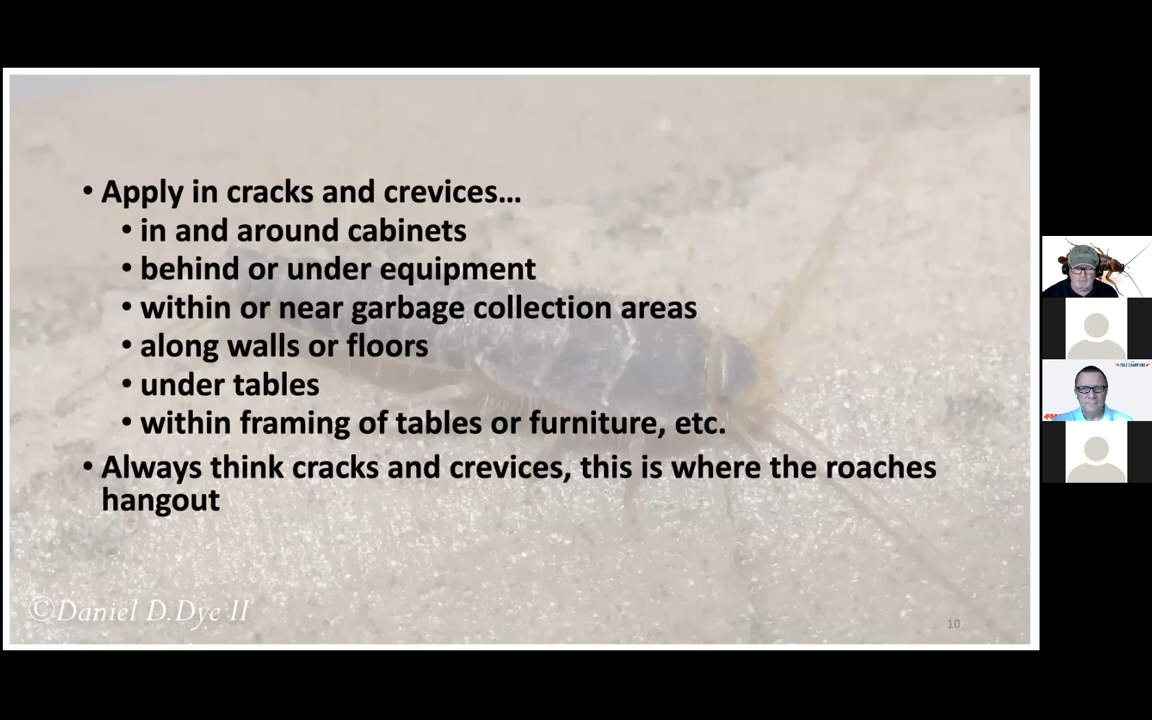 • Apply in cracks and crevices...
• in and around cabinets
• behind or under equipment
• within or near garbage collection areas
• along walls or floors
• under tables
• within framing of tables or furniture, etc.
• Always think cracks and crevices, this is where the roaches
hangout
©Daniel D.Dye II
10